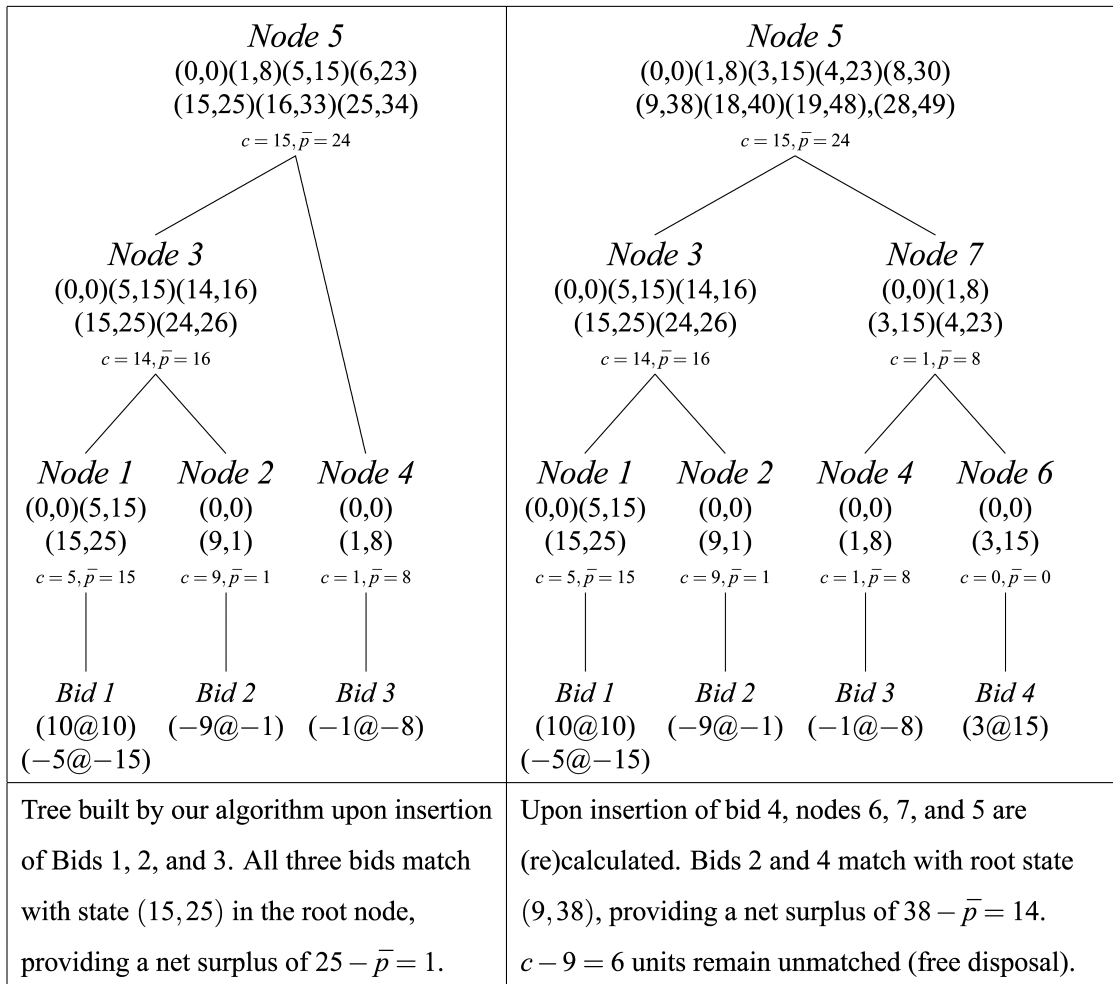 Node 5
(0,0)(1,8)(5,15)(6,23)
(15,25)(16,33)(25,34)
c = 15, p̅ = 24
Node 3
(0,0)(5,15)(14,16)
(15,25)(24,26)
c = 14, p̅ = 16
Node 1
(0,0)(5,15)
(15,25)
c = 5, p̅ = 15
Node 2
(0,0)
(9,1)
c = 9, p̅ = 1
Node 4
(0,0)
(1,8)
c = 1, p̅ = 8
Bid 1
(10@10)
(−5@−15)
Bid 2
(−9@−1)
Bid 3
(−1@−8)
Tree built by our algorithm upon insertion
of Bids 1, 2, and 3. All three bids match
with state (15,25) in the root node,
providing a net surplus of 25 − p̅ = 1.
Node 5
(0,0)(1,8)(3,15)(4,23)(8,30)
(9,38)(18,40)(19,48),(28,49)
c = 15, p̅ = 24
Node 3
(0,0)(5,15)(14,16)
(15,25)(24,26)
c = 14, p̅ = 16
Node 7
(0,0)(1,8)
(3,15)(4,23)
c = 1, p̅ = 8
Node 1
(0,0)(5,15)
(15,25)
c = 5, p̅ = 15
Node 2
(0,0)
(9,1)
c = 9, p̅ = 1
Node 4
(0,0)
(1,8)
c = 1, p̅ = 8
Node 6
(0,0)
(3,15)
c = 0, p̅ = 0
Bid 1
(10@10)
(−5@−15)
Bid 2
(−9@−1)
Bid 3
(−1@−8)
Bid 4
(3@15)
Upon insertion of bid 4, nodes 6, 7, and 5 are
(re)calculated. Bids 2 and 4 match with root state
(9,38), providing a net surplus of 38 − p̅ = 14.
c − 9 = 6 units remain unmatched (free disposal).